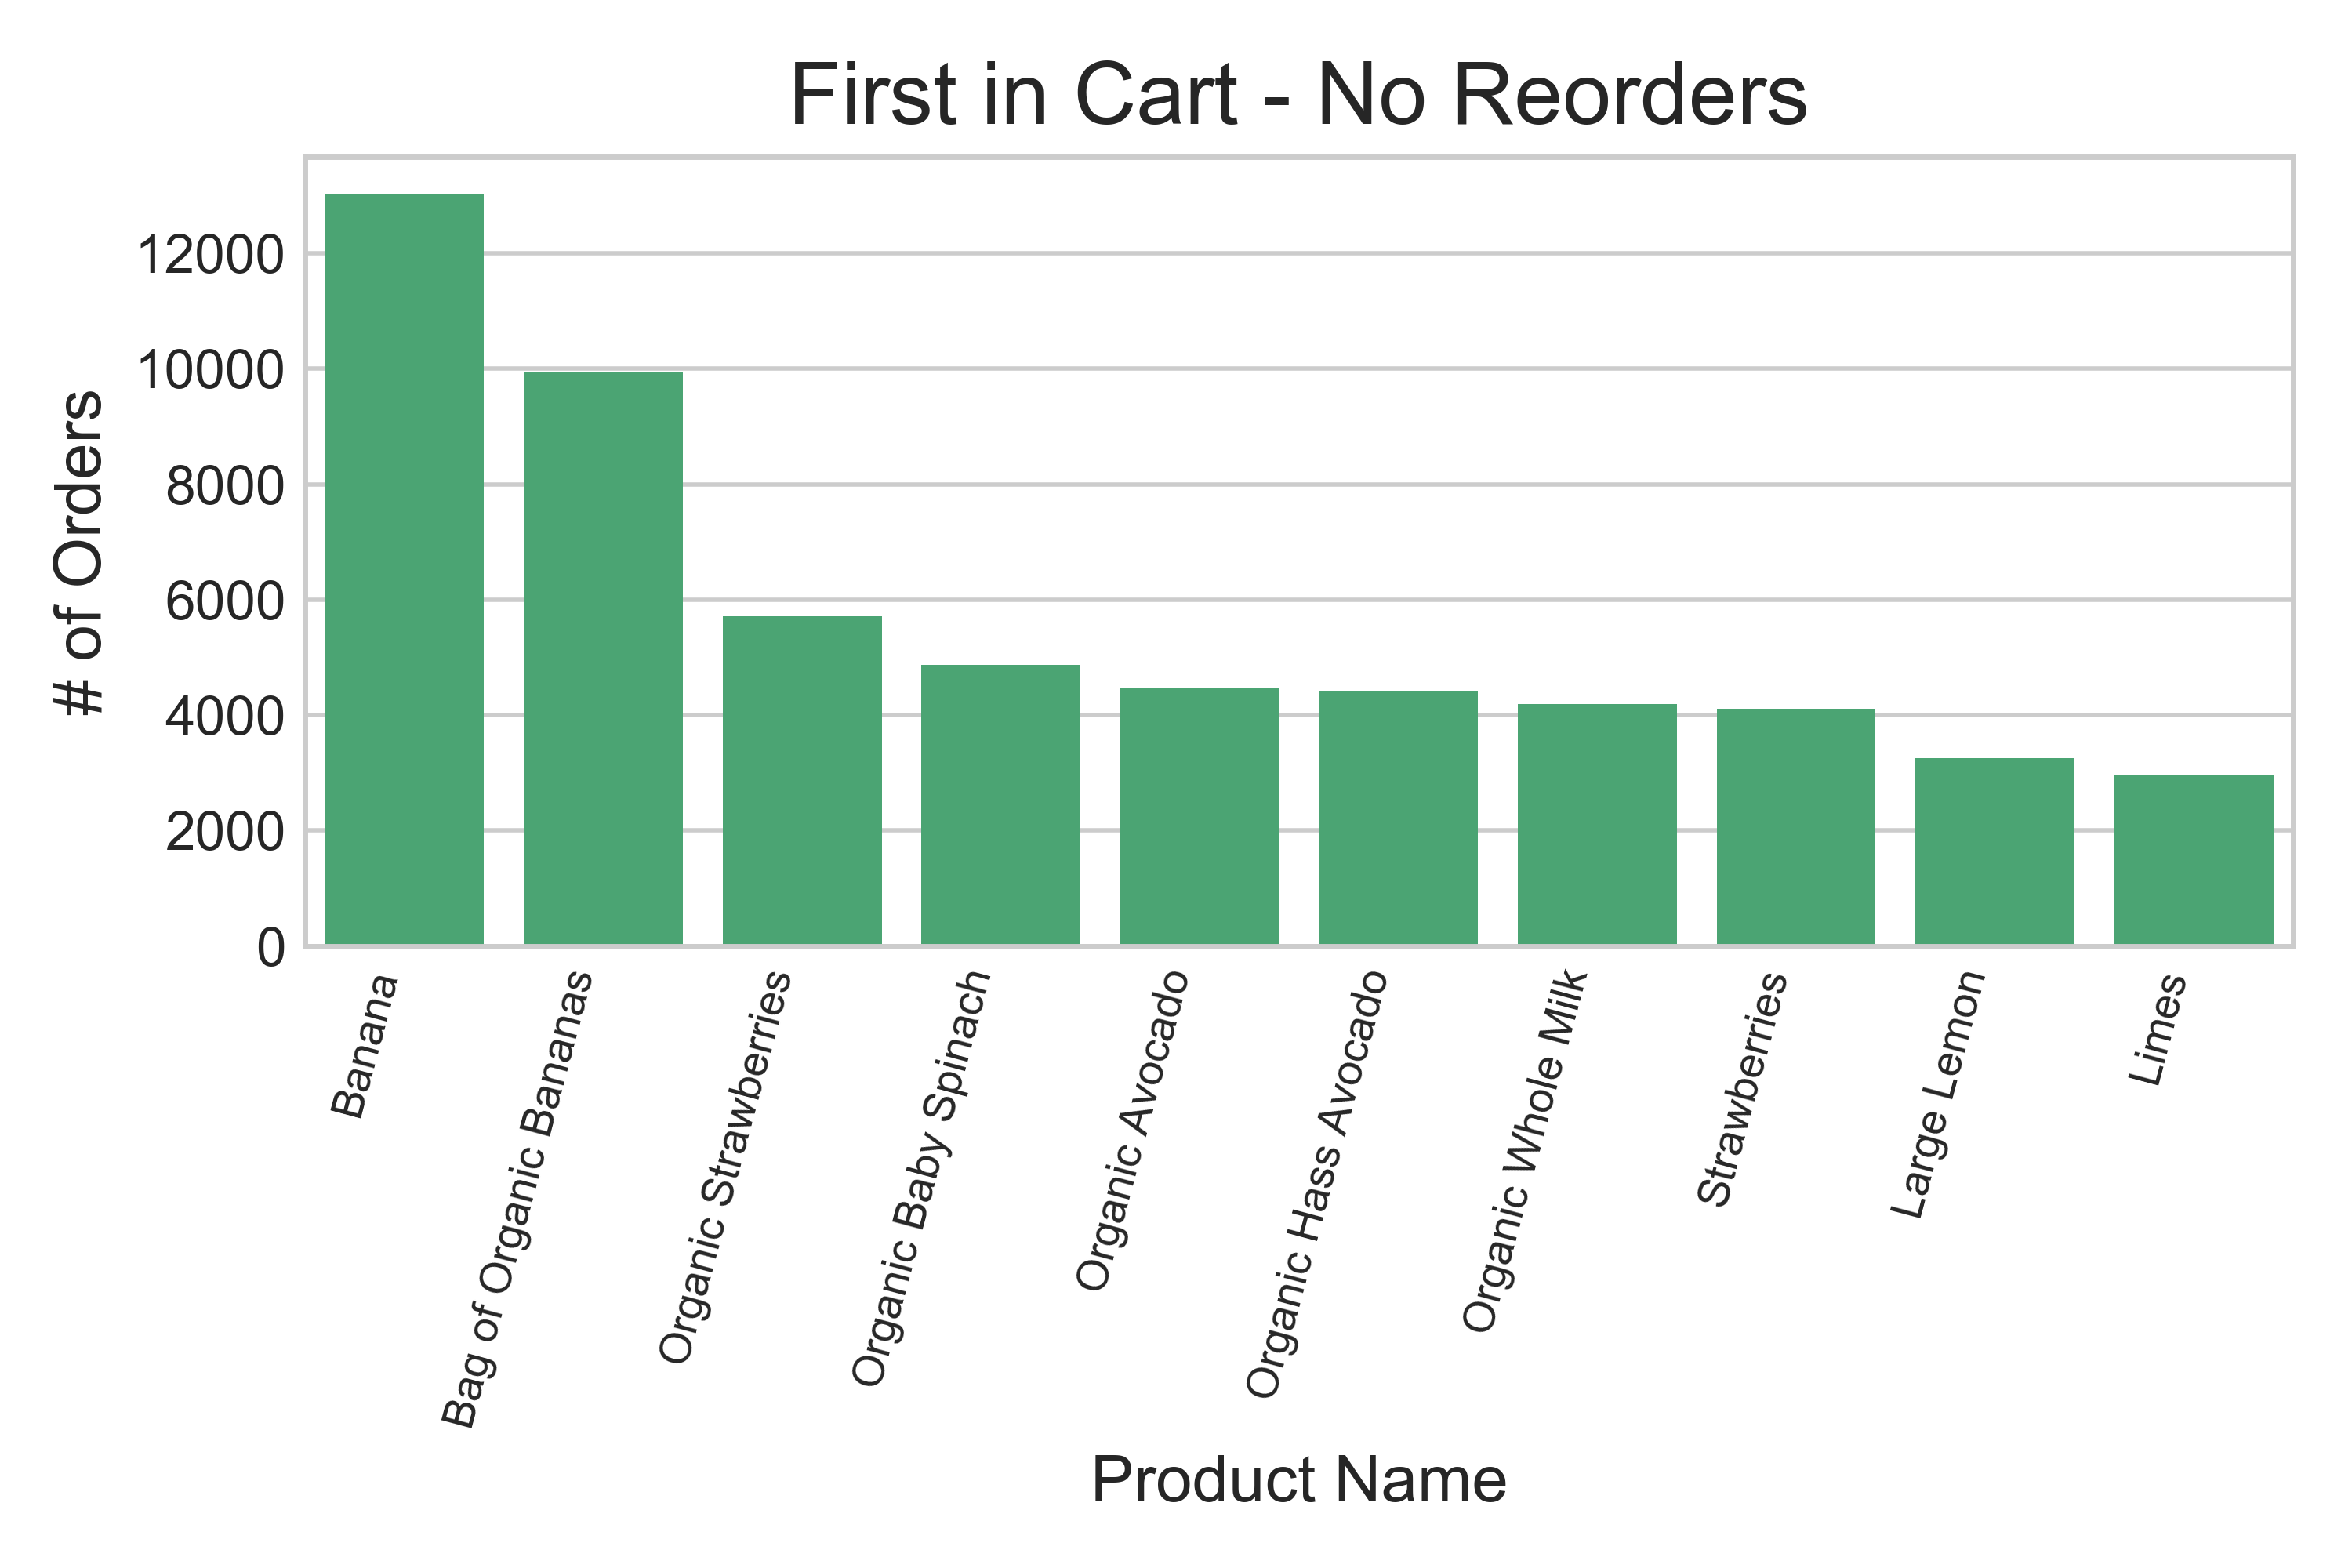 First in Cart - No Reorders
# of Orders
12000
10000
8000
6000
4000
2000
0
Banana
Bag of Organic Bananas
Organic Strawberries
Organic Baby Spinach
Organic Avocado
Organic Hass Avocado
Organic Whole Milk
Strawberries
Large Lemon
Limes
Product Name